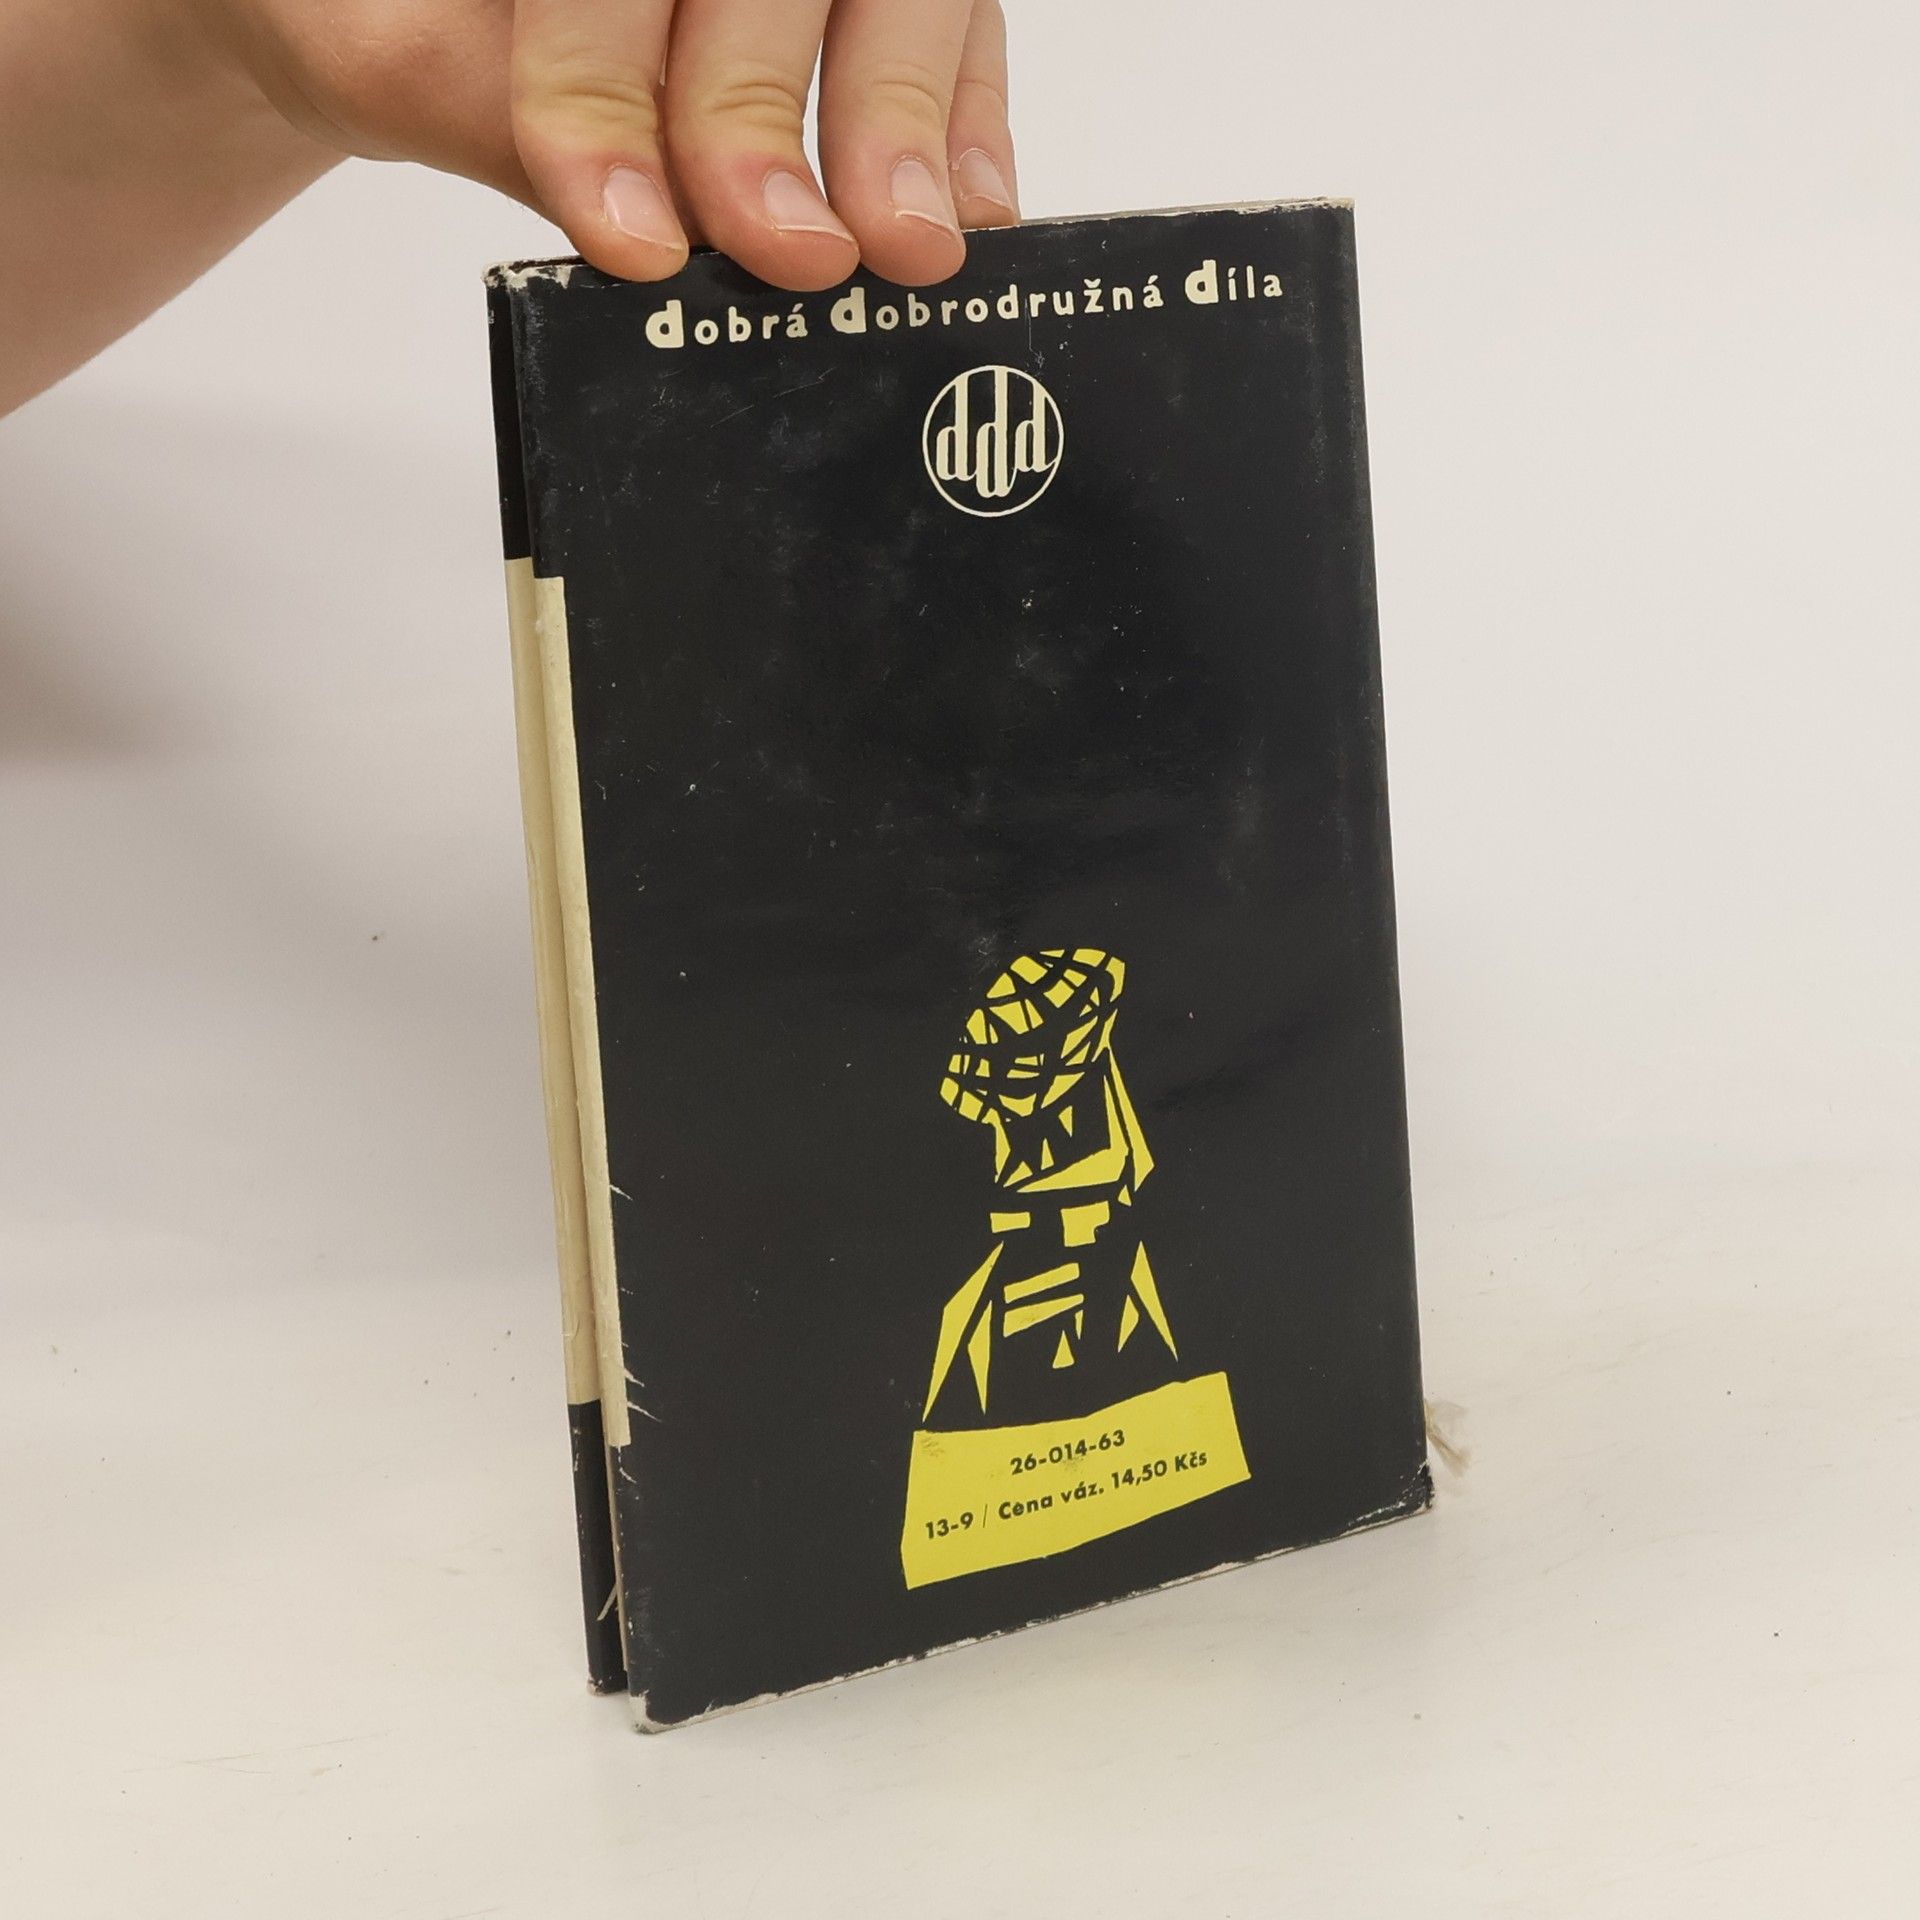 dobrá dobrodružná díla
ddd
26-014-63
13-9 / Cena váz. 14,50 Kčs